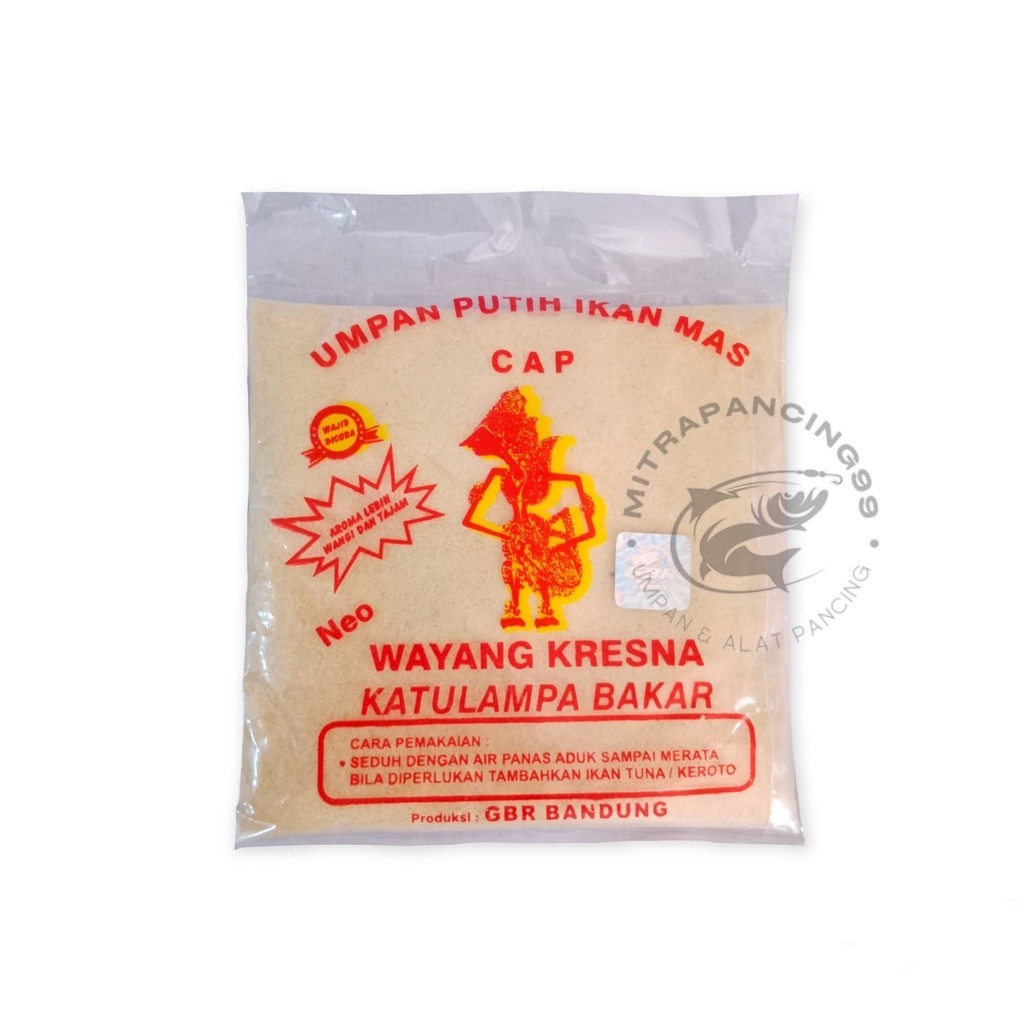 UMPAN PUTIH IKAN MAS
CAP
WAJIB
DICOBA
AROMA LEBIH
WANGI DAN TAJAM
Neo
WAYANG KRESNA
KATULAMPA BAKAR
CARA PEMAKAIAN :
• SEDUH DENGAN AIR PANAS ADUK SAMPAI MERATA
BILA DIPERLUKAN TAMBAHKAN IKAN TUNA / KEROTO
Produksi : GBR BANDUNG
• MITRAPANCING99 •
UMPAN & ALAT PANCING